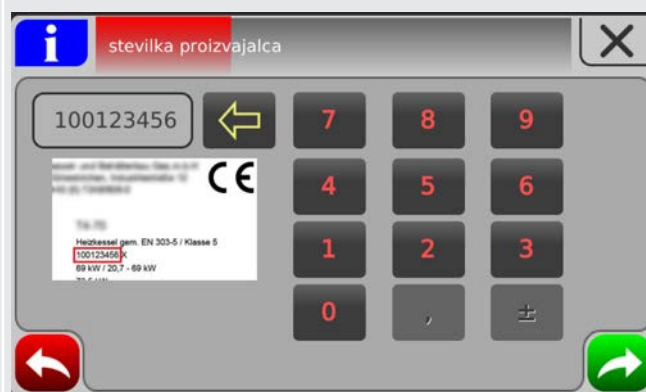 i
stevilka proizvajalca
100123456
7 8 9
4 5 6
1 2 3
0 , ±
CE
Heizkessel gem. EN 303-5 / Klasse 5
100123456 X
69 kW / 20,7 - 69 kW